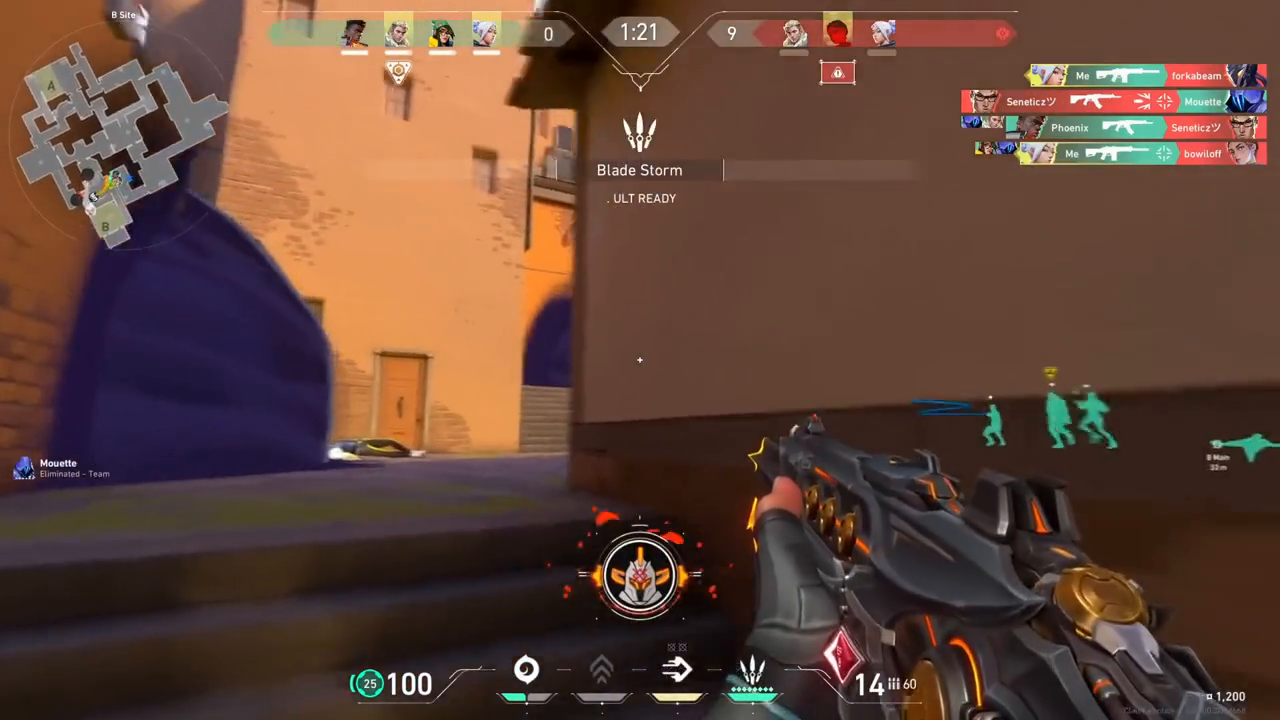 B Site
0
1:21
9
A
B
Me forkabeam
Seneticzツ Mouette
Phoenix Seneticzツ
Me bowiloff
Blade Storm
. ULT READY
Mouette
Eliminated - Team
B Main
32m
25 100
14 60
1,200